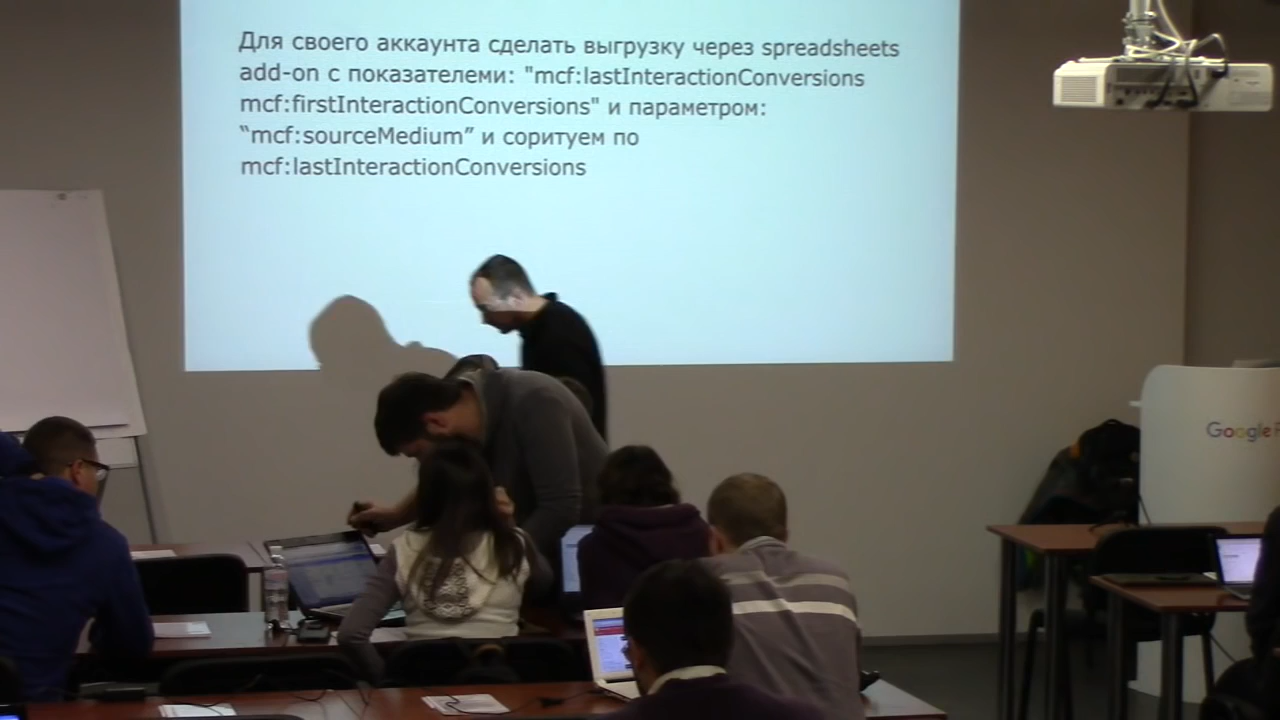 Для своего аккаунта сделать выгрузку через spreadsheets
add-on с показателеми: "mcf:lastInteractionConversions
mcf:firstInteractionConversions" и параметром:
“mcf:sourceMedium” и соритуем по
mcf:lastInteractionConversions
Google